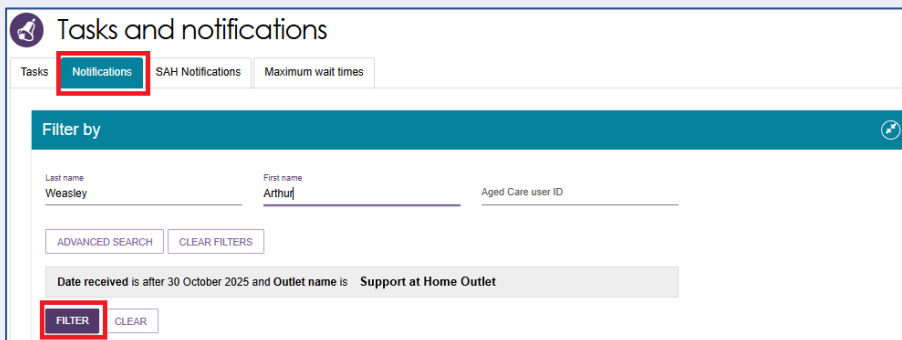 Tasks and notifications
Tasks Notifications SAH Notifications Maximum wait times
Filter by
Last name First name
Weasley Arthur Aged Care user ID
ADVANCED SEARCH CLEAR FILTERS
Date received is after 30 October 2025 and Outlet name is Support at Home Outlet
FILTER CLEAR